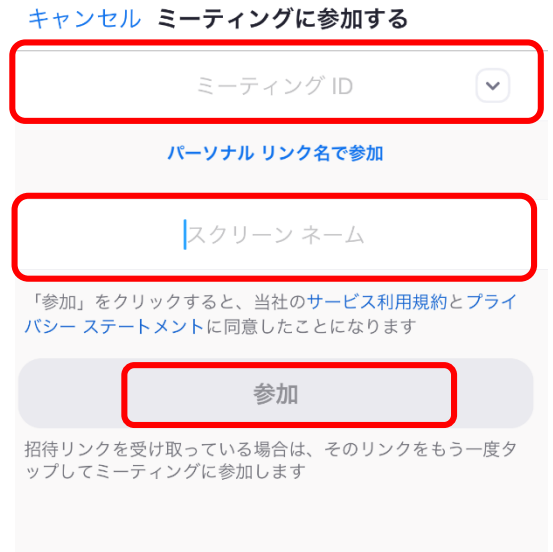 キャンセル ミーティングに参加する
ミーティング ID
パーソナル リンク名で参加
スクリーン ネーム
「参加」をクリックすると、当社のサービス利用規約とプライ
バシー ステートメントに同意したことになります
参加
招待リンクを受け取っている場合は、そのリンクをもう一度タ
ップしてミーティングに参加します